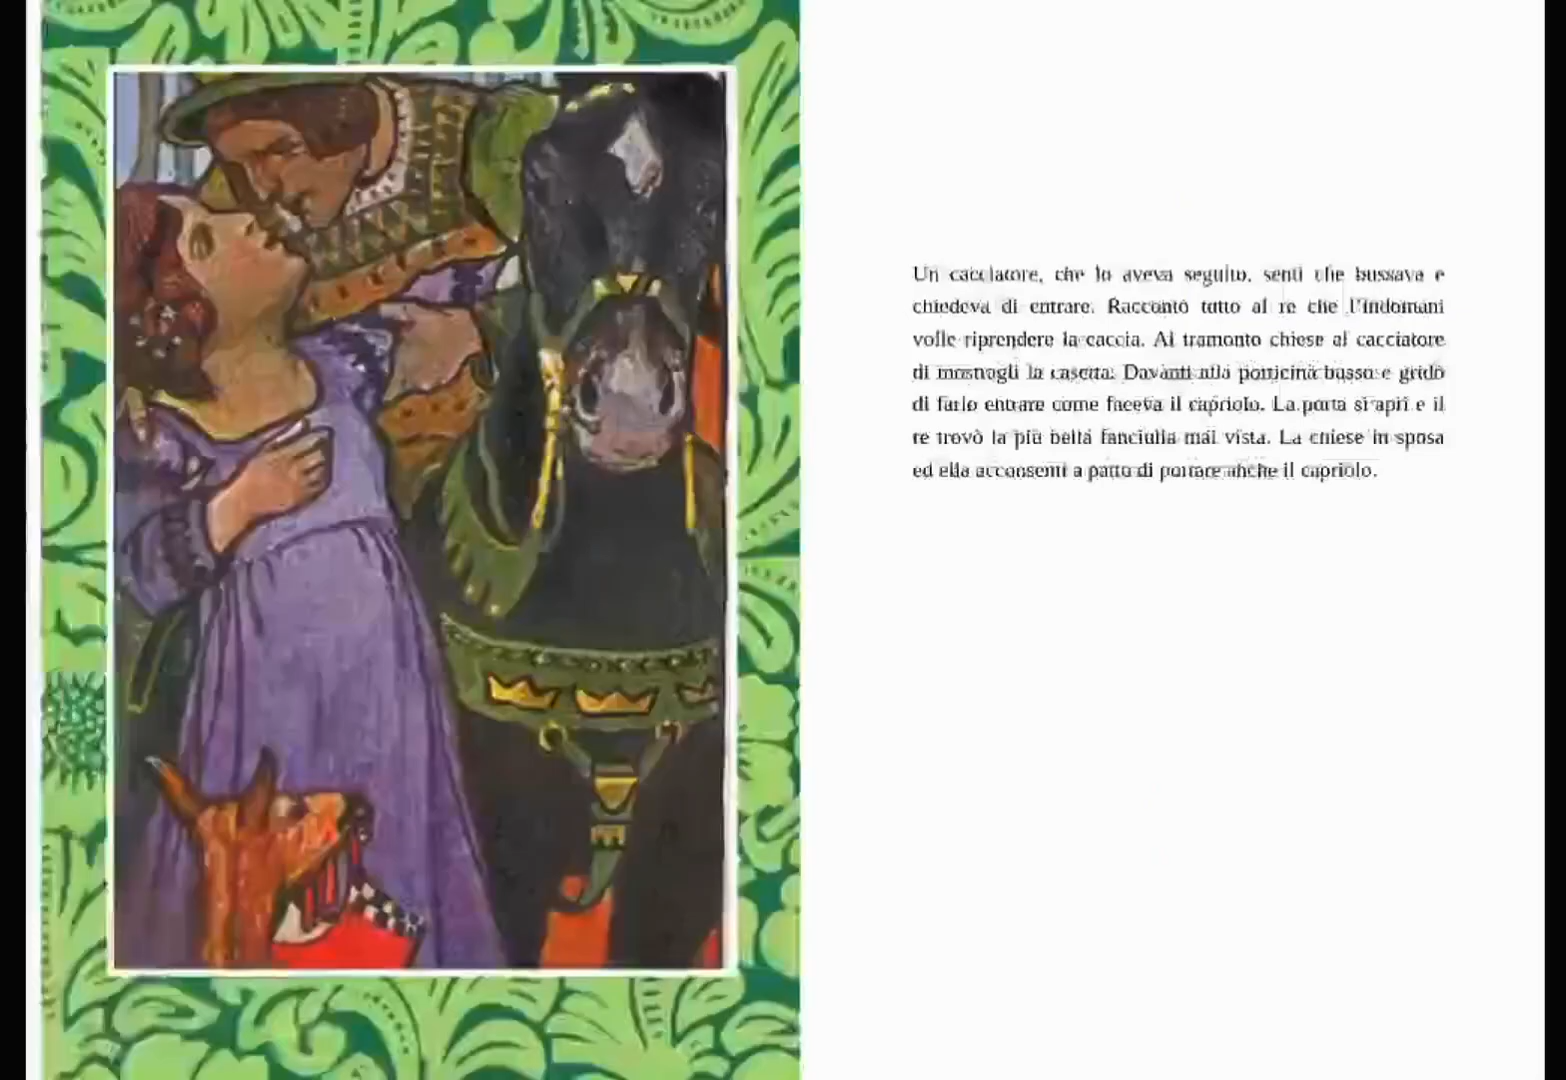 Un cacciatore, che lo aveva seguito, sentì che bussava e
chiedeva di entrare. Raccontò tutto al re che l'indomani
volle riprendere la caccia. Al tramonto chiese al cacciatore
di mostragli la casetta. Davanti alla porticina bussò e gridò
di farlo entrare come faceva il capriolo. La porta si aprì e il
re trovò la più bella fanciulla mai vista. La chiese in sposa
ed ella acconsentì a patto di portare anche il capriolo.